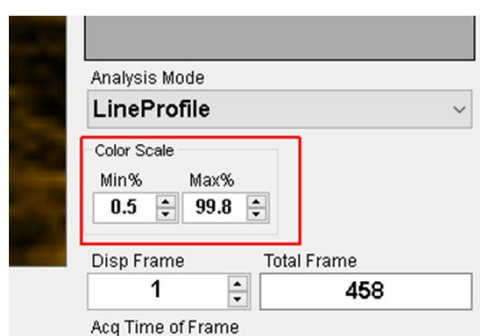 Analysis Mode
LineProfile
Color Scale
Min% Max%
0.5 99.8
Disp Frame Total Frame
1 458
Acq Time of Frame